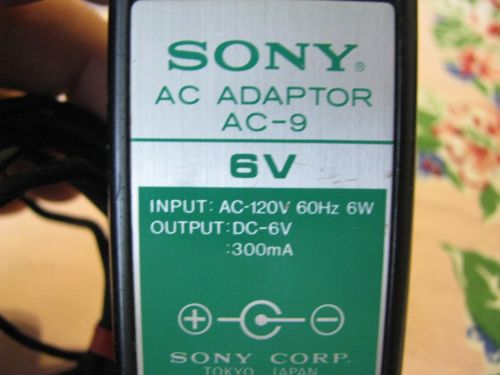 SONY®
AC ADAPTOR
AC-9
6V
INPUT: AC-120V 60Hz 6W
OUTPUT: DC-6V
:300mA
SONY CORP.
TOKYO JAPAN